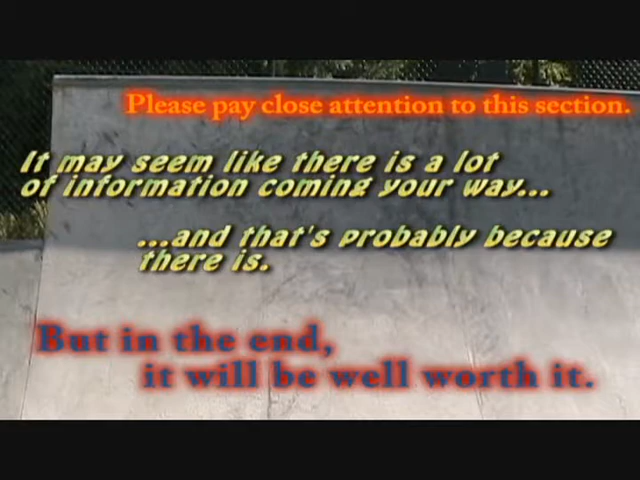 Please pay close attention to this section.
It may seem like there is a lot
of information coming your way...
...and that's probably because
there is.
But in the end,
it will be well worth it.